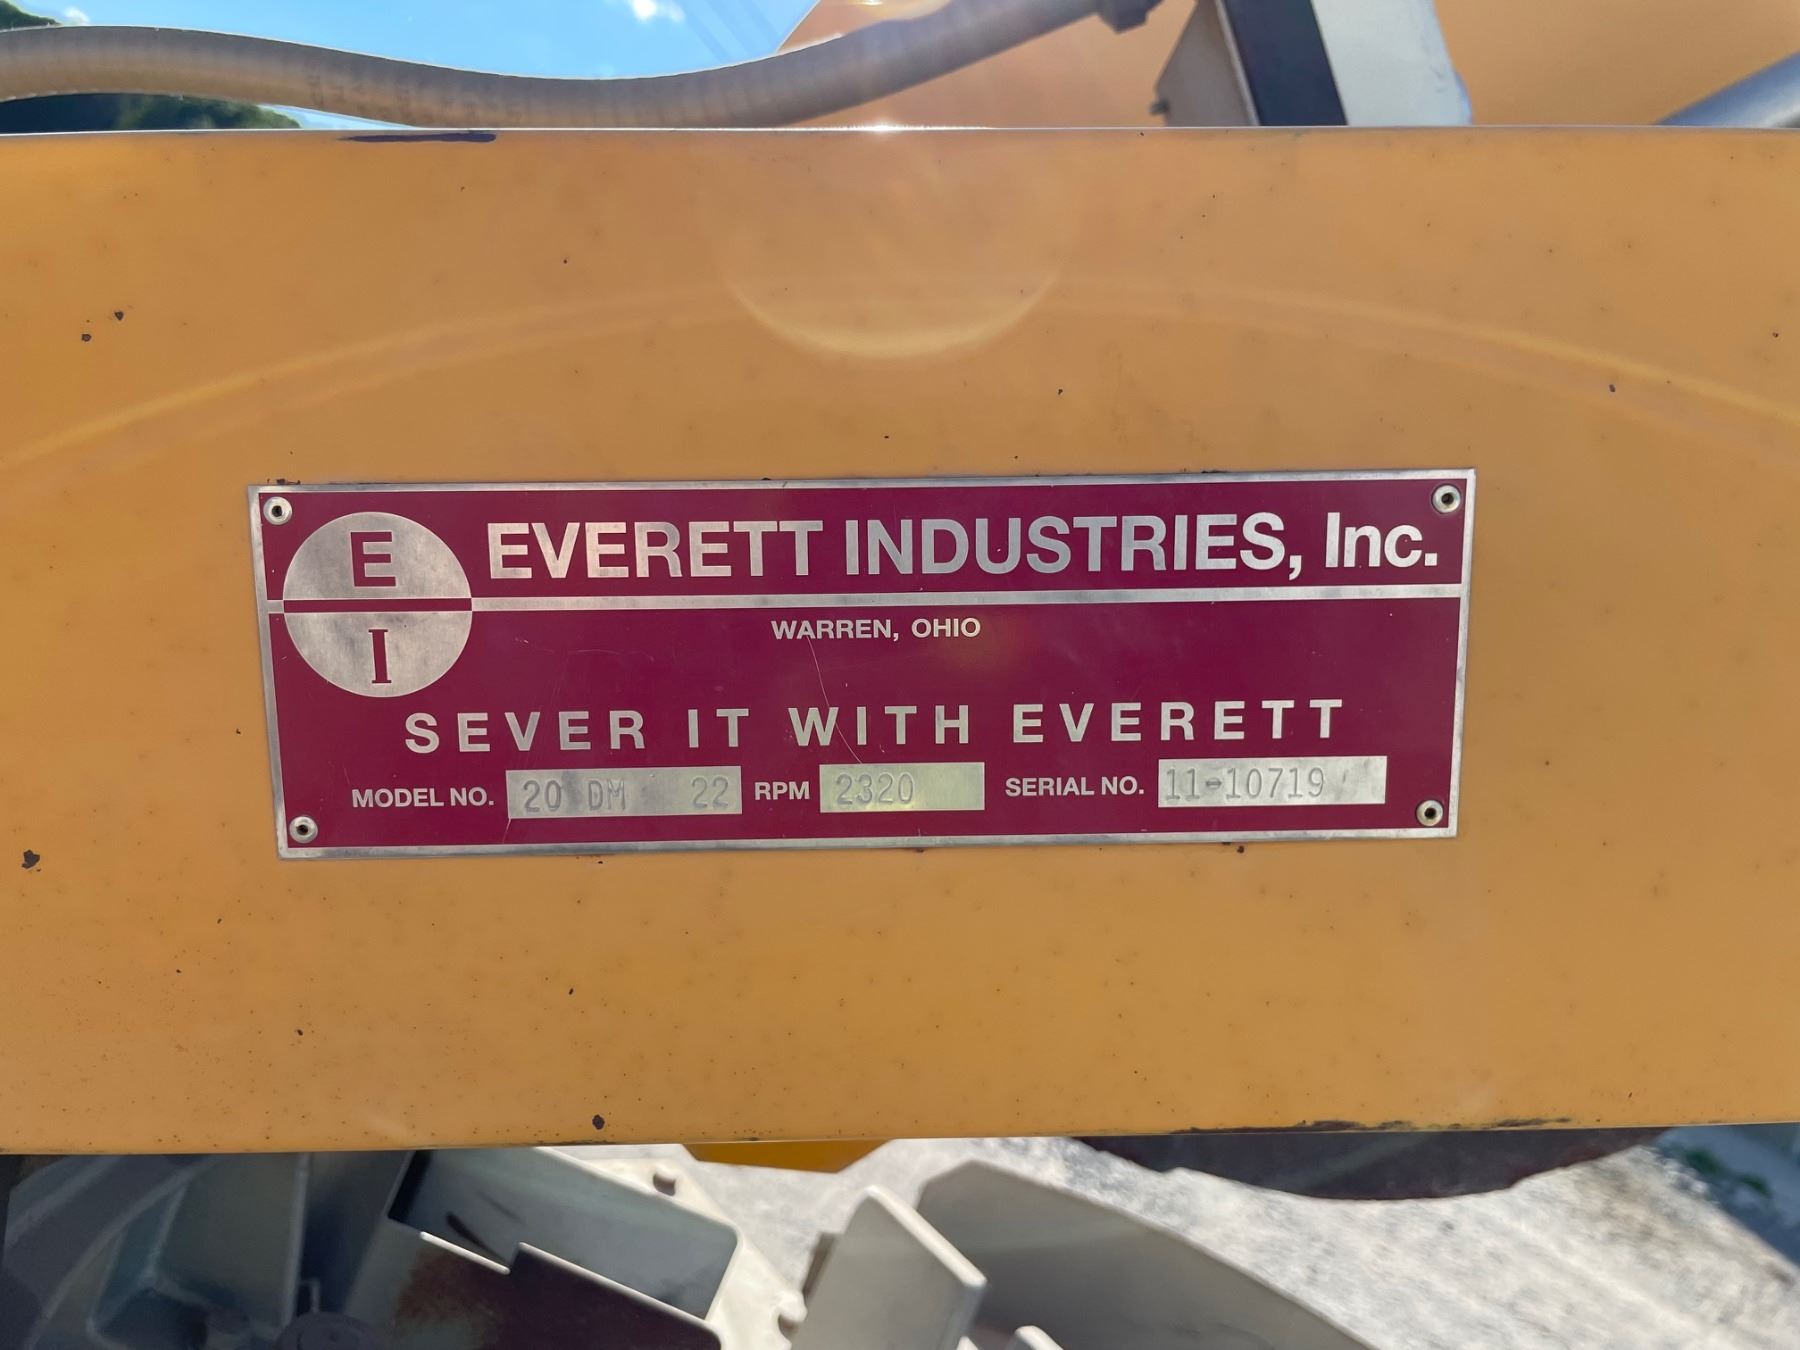 E
I
EVERETT INDUSTRIES, Inc.
WARREN, OHIO
SEVER IT WITH EVERETT
MODEL NO. 20 DM 22 RPM 2320 SERIAL NO. 11-10719